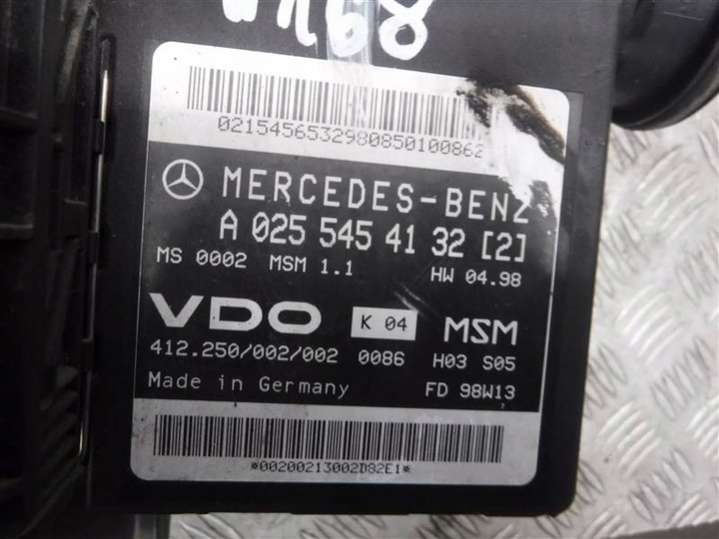 0215456532980850100862
MERCEDES-BENZ
A 025 545 41 32 [2]
MS 0002 MSM 1.1 HW 04.98
VDO K 04 MSM
412.250/002/002 0086 H03 S05
Made in Germany FD 98W13
*00200213002D82E1*